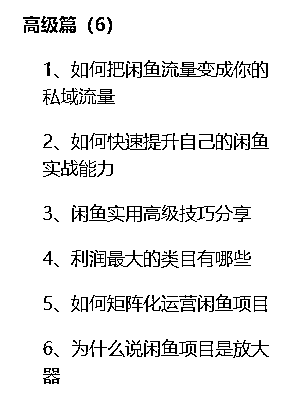 高级篇（6）
1、如何把闲鱼流量变成你的
私域流量
2、如何快速提升自己的闲鱼
实战能力
3、闲鱼实用高级技巧分享
4、利润最大的类目有哪些
5、如何矩阵化运营闲鱼项目
6、为什么说闲鱼项目是放大
器